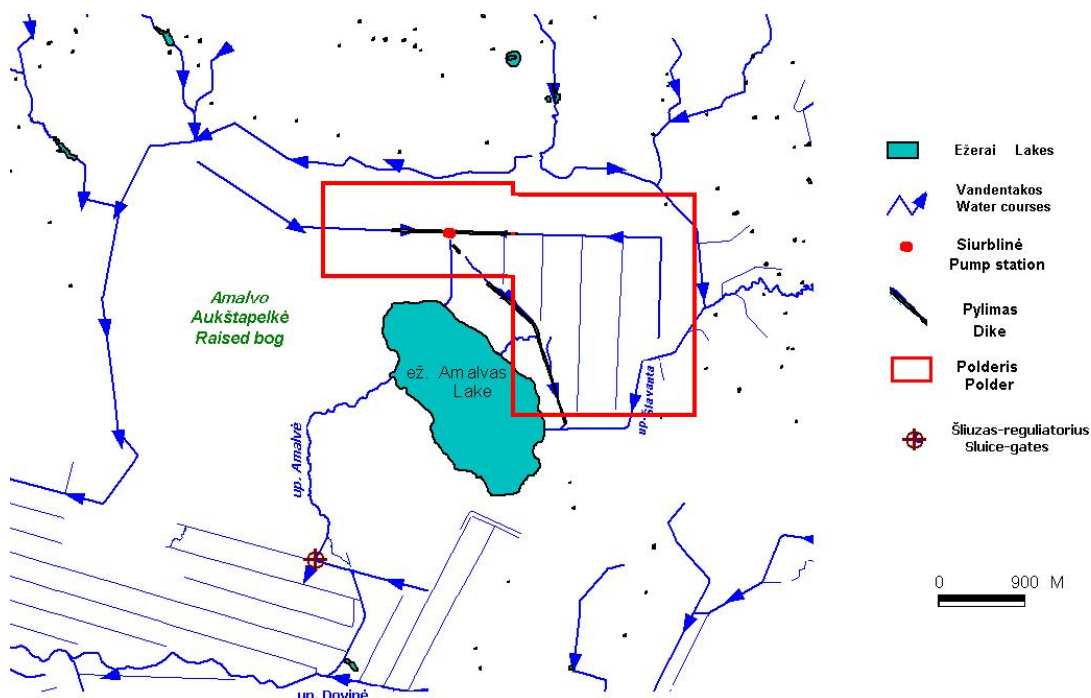 Amalvo
Aukštapelkė
Raised bog
ež. Amalvas
Lake
up. Amalvė
up. Šlavanta
up. Dovinė
Ežerai Lakes
Vandentakos
Water courses
Siurblinė
Pump station
Pylimas
Dike
Polderis
Polder
Šliuzas-reguliatorius
Sluice-gates
0 900 M